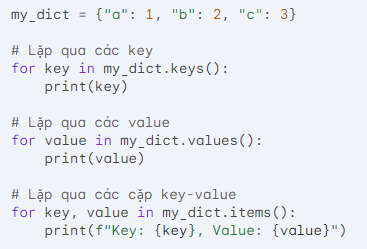 my_dict = {"a": 1, "b": 2, "c": 3}
# Lặp qua các key
for key in my_dict.keys():
    print(key)
# Lặp qua các value
for value in my_dict.values():
    print(value)
# Lặp qua các cặp key-value
for key, value in my_dict.items():
    print(f"Key: {key}, Value: {value}")